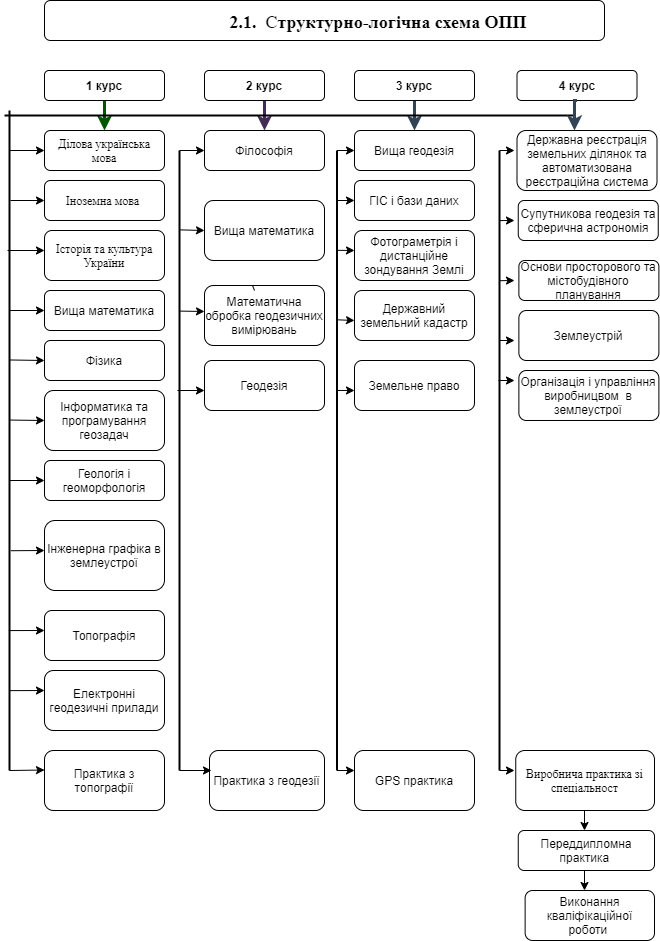 2.1. Структурно-логічна схема ОПП
1 курс
2 курс
3 курс
4 курс
Ділова українська
мова
Іноземна мова
Історія та культура
України
Вища математика
Фізика
Інформатика та
програмування
геозадач
Геологія і
геоморфологія
Інженерна графіка в
землеустрої
Топографія
Електронні
геодезичні прилади
Практика з
топографії
Філософія
Вища математика
Математична
обробка геодезичних
вимірювань
Геодезія
Практика з геодезії
Вища геодезія
ГІС і бази даних
Фотограметрія і
дистанційне
зондування Землі
Державний
земельний кадастр
Земельне право
GPS практика
Державна реєстрація
земельних ділянок та
автоматизована
реєстраційна система
Супутникова геодезія та
сферична астрономія
Основи просторового та
містобудівного
планування
Землеустрій
Організація і управління
виробницвом в
землеустрої
Виробнича практика зі
спеціальност
Переддипломна
практика
Виконання
кваліфікаційної
роботи